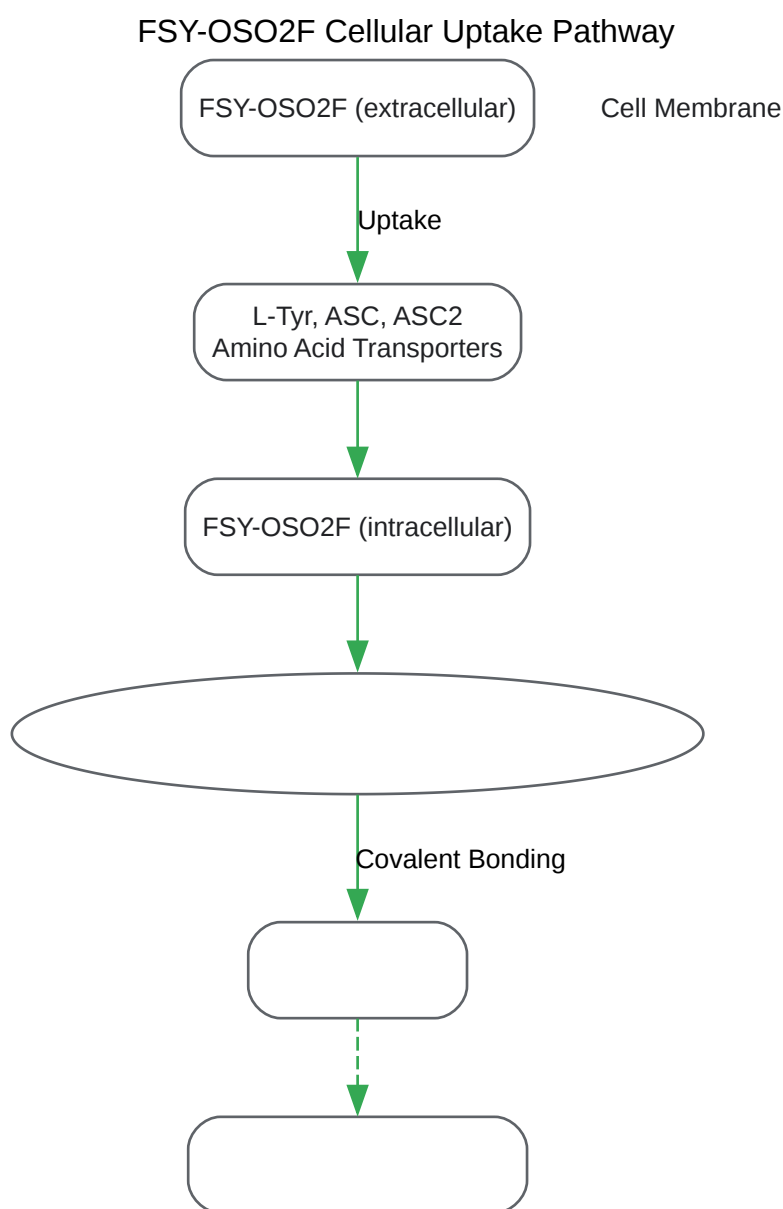 FSY-OSO2F Cellular Uptake Pathway
FSY-OSO2F (extracellular)
Cell Membrane
Uptake
L-Tyr, ASC, ASC2
Amino Acid Transporters
FSY-OSO2F (intracellular)
Covalent Bonding